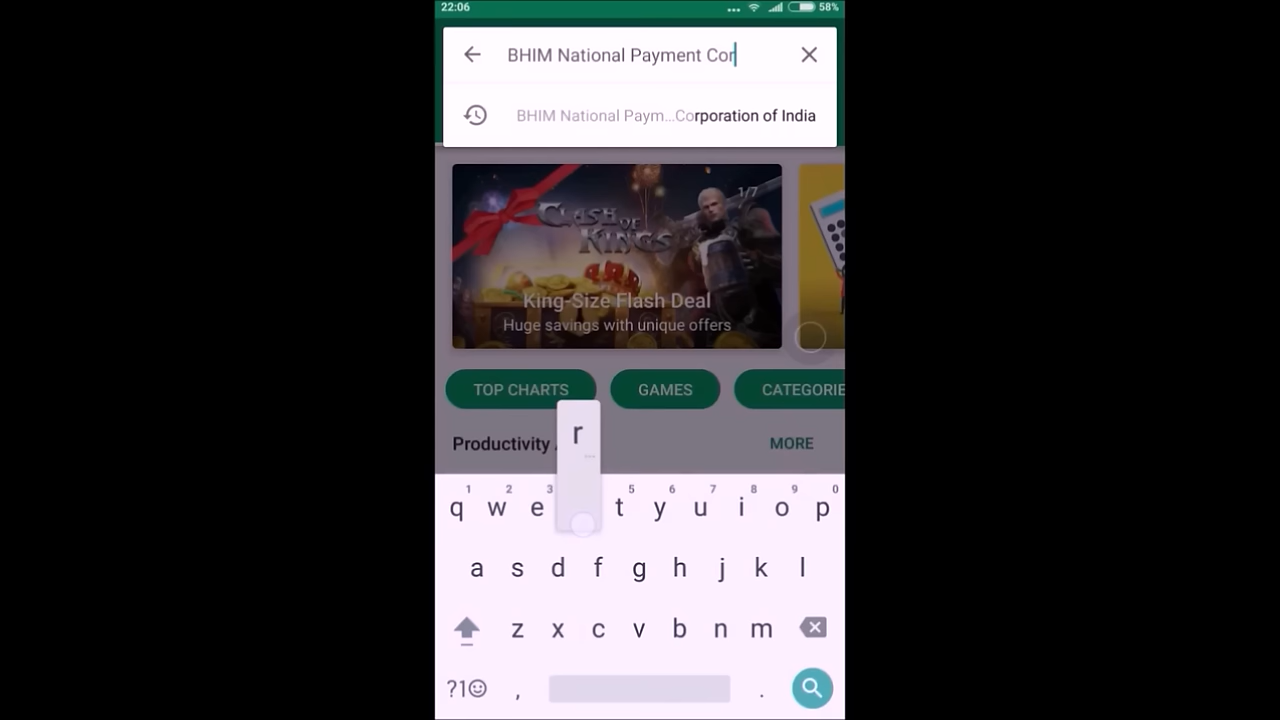 22:06
58%
BHIM National Payment Cor
BHIM National Paym...Corporation of India
1/7
CLASH OF KINGS
King-Size Flash Deal
Huge savings with unique offers
TOP CHARTS GAMES CATEGORIE
Productivity MORE
r
1 2 3 5 6 7 8 9 0
q w e t y u i o p
a s d f g h j k l
z x c v b n m
?1☺ , .